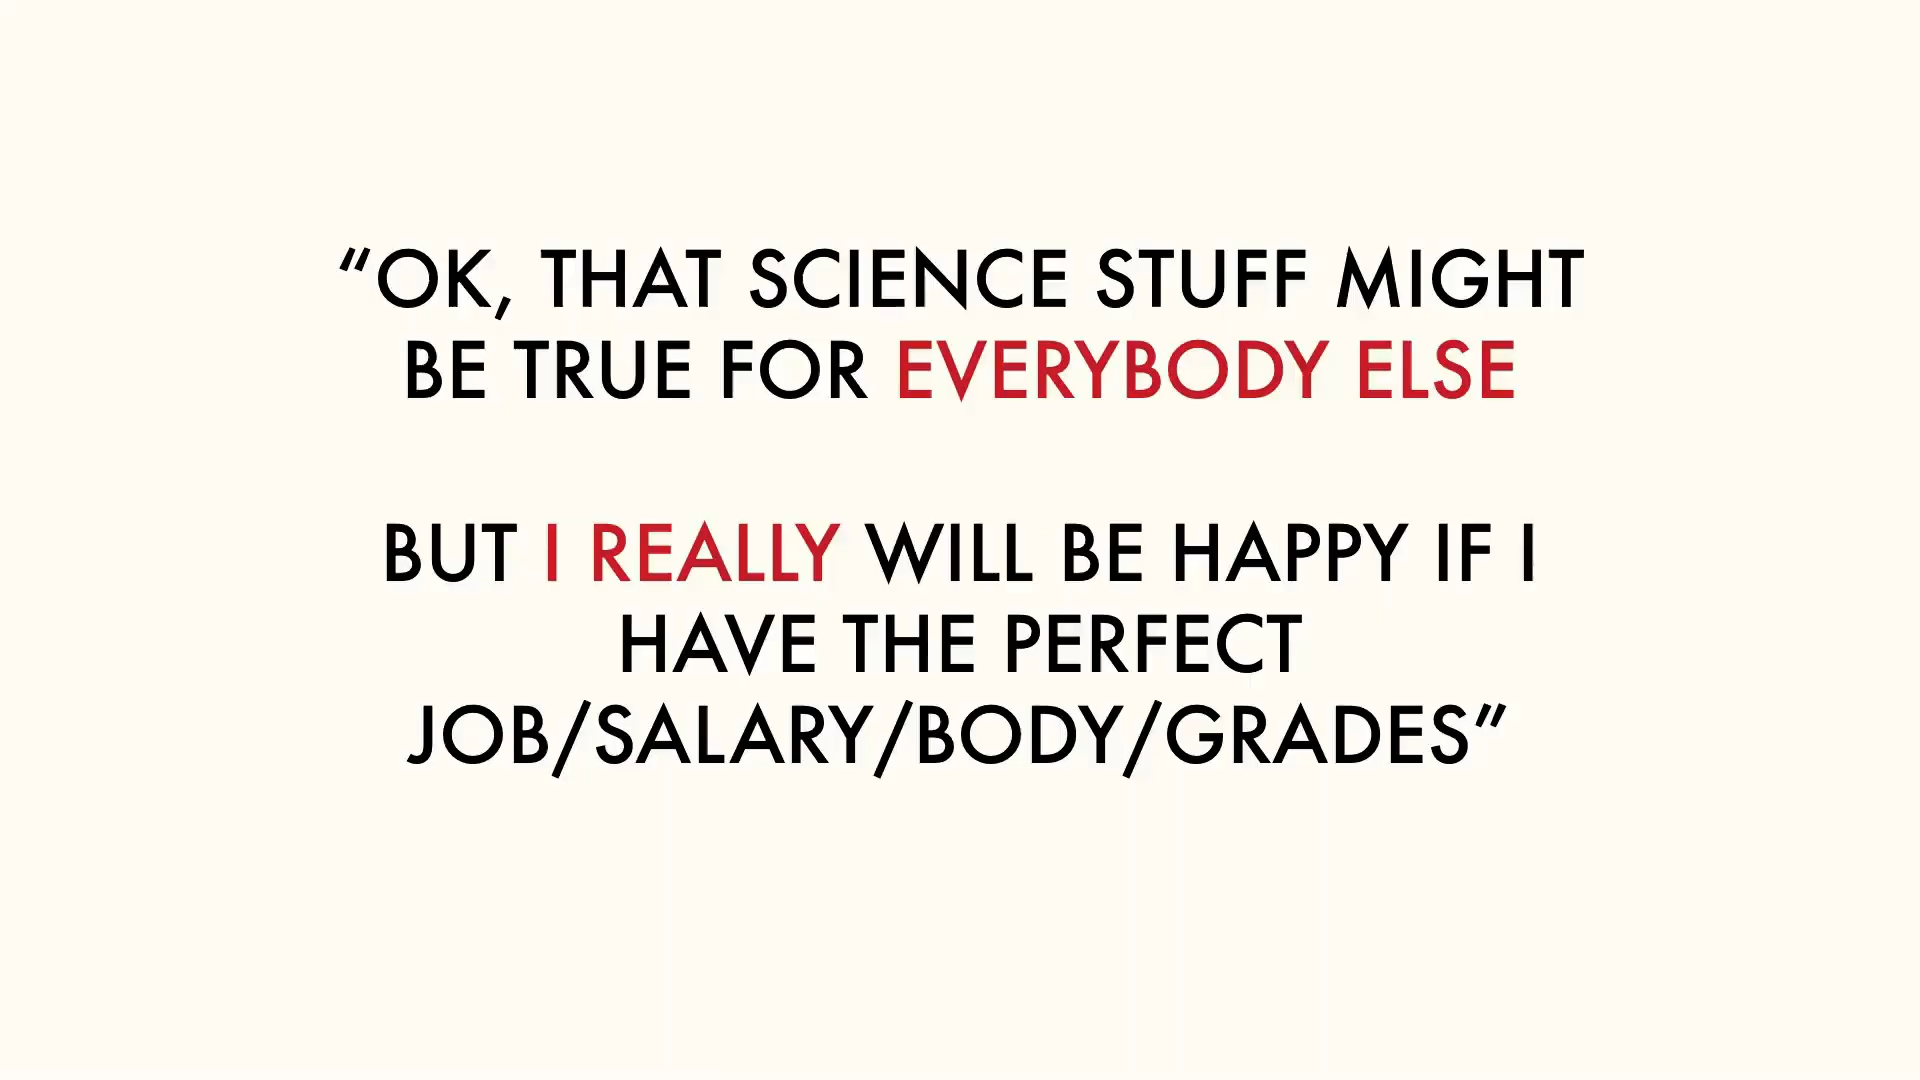 “OK, THAT SCIENCE STUFF MIGHT
BE TRUE FOR EVERYBODY ELSE
BUT I REALLY WILL BE HAPPY IF I
HAVE THE PERFECT
JOB/SALARY/BODY/GRADES”